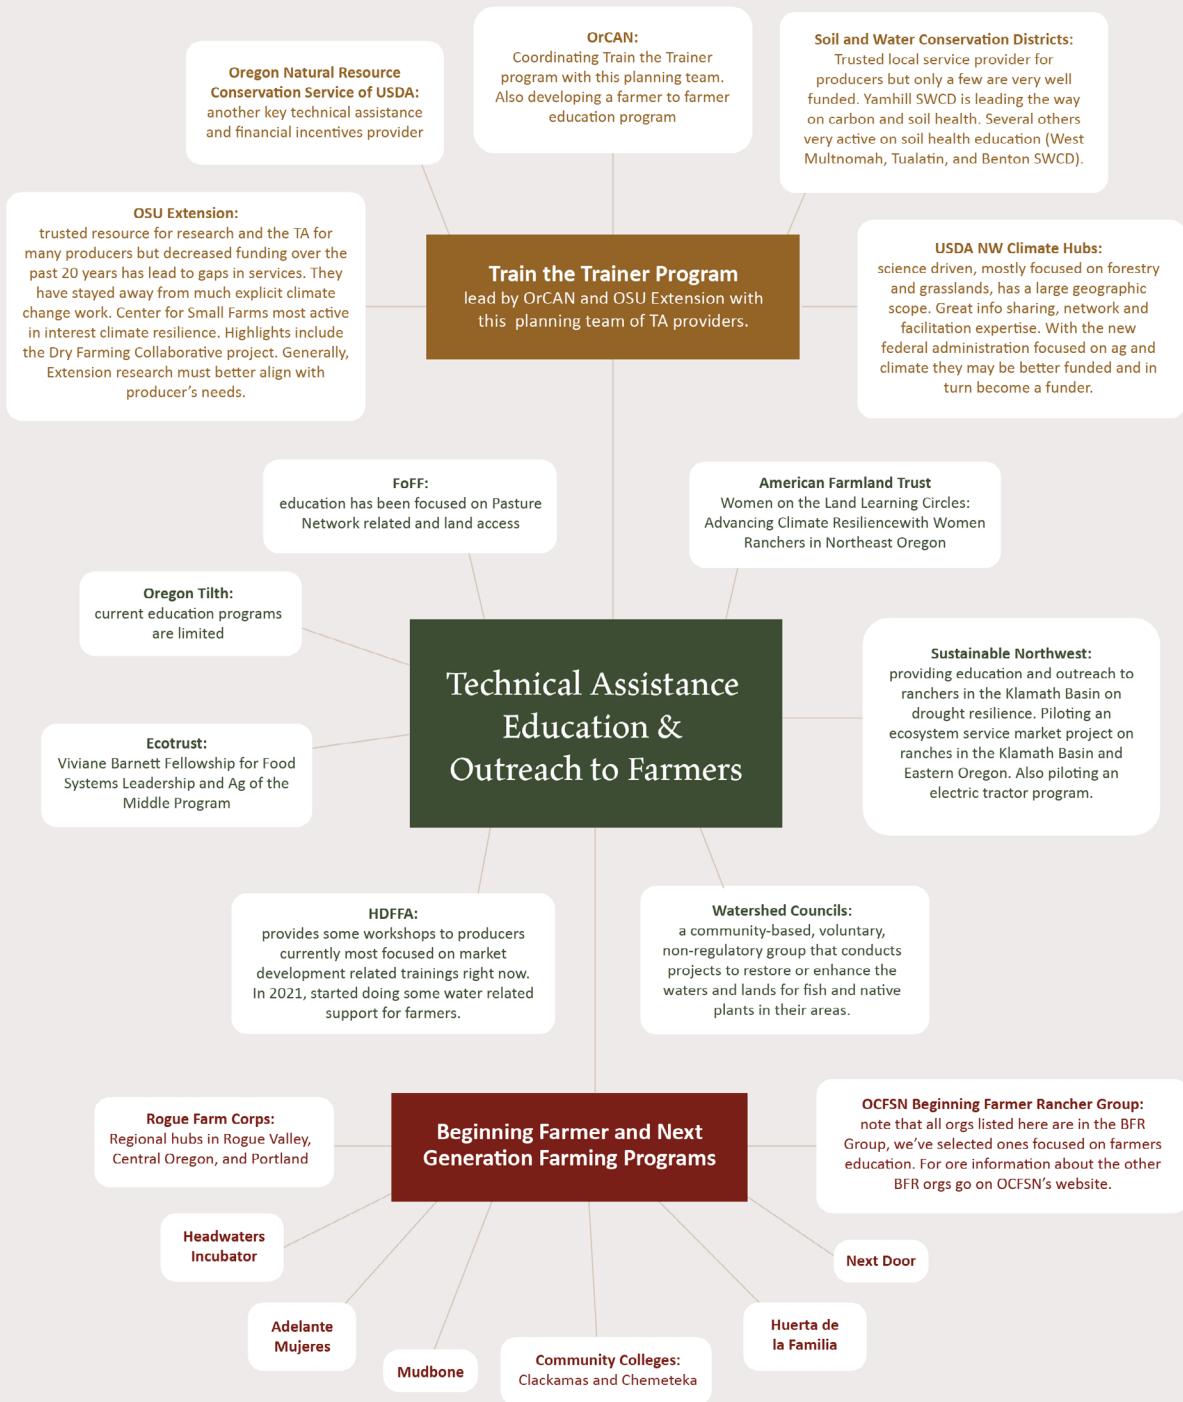 OrCAN:
Coordinating Train the Trainer
program with this planning team.
Also developing a farmer to farmer
education program
Soil and Water Conservation Districts:
Trusted local service provider for
producers but only a few are very well
funded. Yamhill SWCD is leading the way
on carbon and soil health. Several others
very active on soil health education (West
Multnomah, Tualatin, and Benton SWCD).
Oregon Natural Resource
Conservation Service of USDA:
another key technical assistance
and financial incentives provider
OSU Extension:
trusted resource for research and the TA for
many producers but decreased funding over the
past 20 years has lead to gaps in services. They
have stayed away from much explicit climate
change work. Center for Small Farms most active
in interest climate resilience. Highlights include
the Dry Farming Collaborative project. Generally,
Extension research must better align with
producer's needs.
Train the Trainer Program
lead by OrCAN and OSU Extension with
this planning team of TA providers.
USDA NW Climate Hubs:
science driven, mostly focused on forestry
and grasslands, has a large geographic
scope. Great info sharing, network and
facilitation expertise. With the new
federal administration focused on ag and
climate they may be better funded and in
turn become a funder.
FoFF:
education has been focused on Pasture
Network related and land access
American Farmland Trust
Women on the Land Learning Circles:
Advancing Climate Resiliencewith Women
Ranchers in Northeast Oregon
Oregon Tilth:
current education programs
are limited
Technical Assistance
Education &
Outreach to Farmers
Sustainable Northwest:
providing education and outreach to
ranchers in the Klamath Basin on
drought resilience. Piloting an
ecosystem service market project on
ranches in the Klamath Basin and
Eastern Oregon. Also piloting an
electric tractor program.
Ecotrust:
Viviane Barnett Fellowship for Food
Systems Leadership and Ag of the
Middle Program
HDFFA:
provides some workshops to producers
currently most focused on market
development related trainings right now.
In 2021, started doing some water related
support for farmers.
Watershed Councils:
a community-based, voluntary,
non-regulatory group that conducts
projects to restore or enhance the
waters and lands for fish and native
plants in their areas.
Rogue Farm Corps:
Regional hubs in Rogue Valley,
Central Oregon, and Portland
Beginning Farmer and Next
Generation Farming Programs
OCFSN Beginning Farmer Rancher Group:
note that all orgs listed here are in the BFR
Group, we've selected ones focused on farmers
education. For ore information about the other
BFR orgs go on OCFSN's website.
Headwaters
Incubator
Next Door
Adelante
Mujeres
Huerta de
la Familia
Mudbone
Community Colleges:
Clackamas and Chemeteka